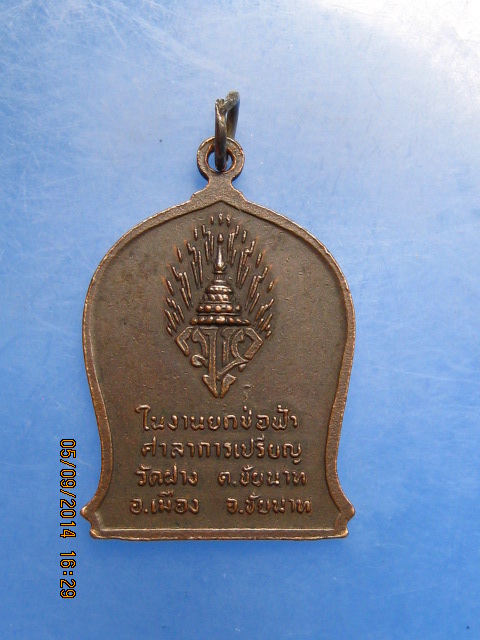 ในงานยกช่อฟ้า
ศาลาการเปรียญ
วัดฝาง ต.ชัยนาท
อ.เมือง จ.ชัยนาท
05/09/2014 16:29